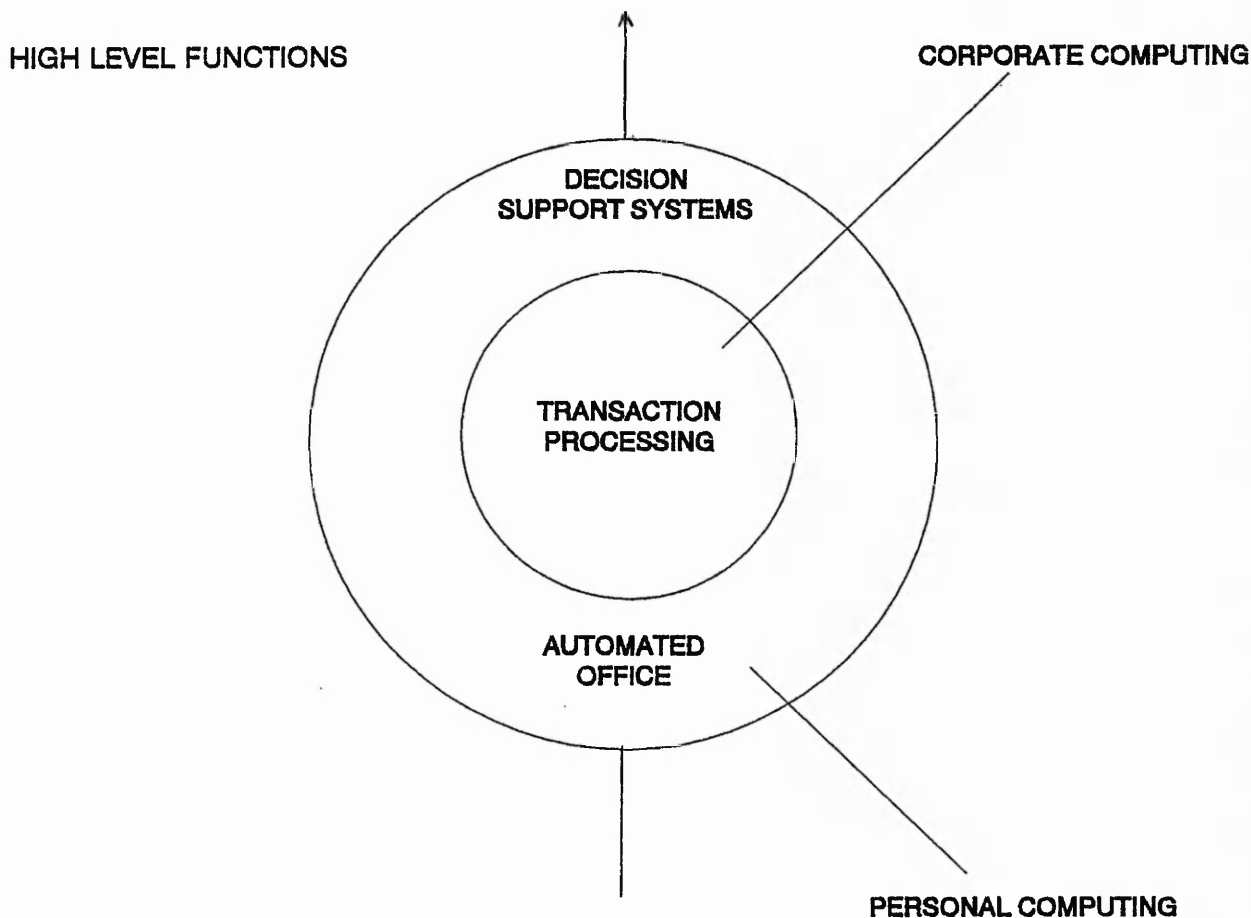 HIGH LEVEL FUNCTIONS
CORPORATE COMPUTING
DECISION
SUPPORT SYSTEMS
TRANSACTION
PROCESSING
AUTOMATED
OFFICE
PERSONAL COMPUTING